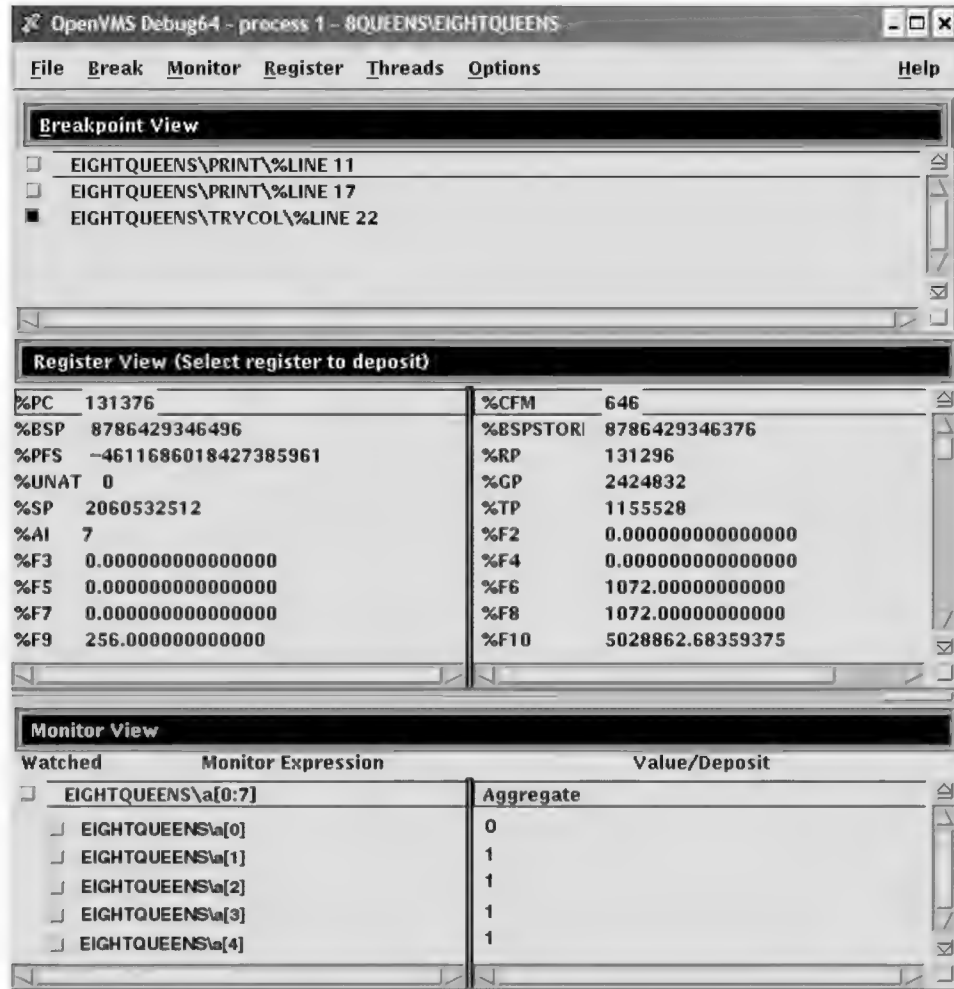 OpenVMS Debug64 - process 1 - 8QUEENS\EIGHTQUEENS
File Break Monitor Register Threads Options Help
Breakpoint View
EIGHTQUEENS\PRINT\%LINE 11
EIGHTQUEENS\PRINT\%LINE 17
EIGHTQUEENS\TRYCOL\%LINE 22
Register View (Select register to deposit)
%PC 131376 %CFM 646
%BSP 8786429346496 %BSPSTORI 8786429346376
%PFS -4611686018427385961 %RP 131296
%UNAT 0 %GP 2424832
%SP 2060532512 %TP 1155528
%AI 7 %F2 0.000000000000000
%F3 0.000000000000000 %F4 0.000000000000000
%F5 0.000000000000000 %F6 1072.00000000000
%F7 0.000000000000000 %F8 1072.00000000000
%F9 256.000000000000 %F10 5028862.68359375
Monitor View
Watched Monitor Expression Value/Deposit
EIGHTQUEENS\a[0:7] Aggregate
EIGHTQUEENS\a[0] 0
EIGHTQUEENS\a[1] 1
EIGHTQUEENS\a[2] 1
EIGHTQUEENS\a[3] 1
EIGHTQUEENS\a[4] 1